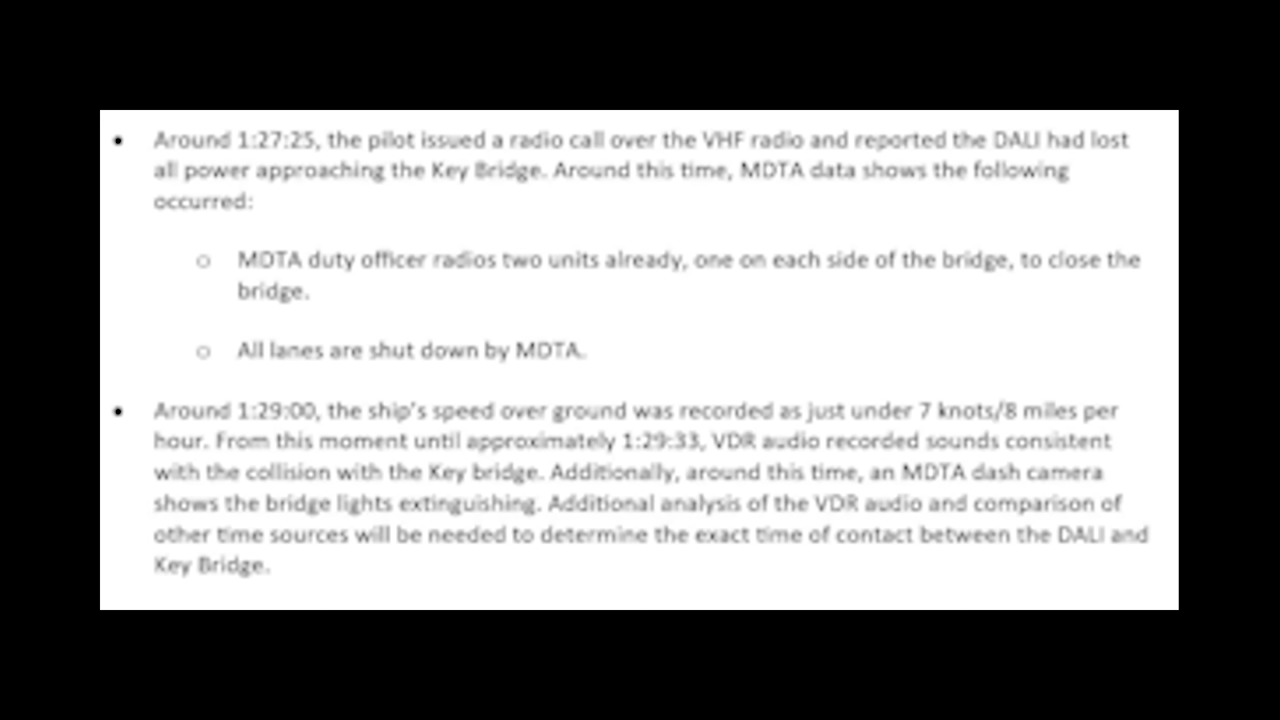 • Around 1:27:25, the pilot issued a radio call over the VHF radio and reported the DALI had lost
all power approaching the Key Bridge. Around this time, MDTA data shows the following
occurred:
○ MDTA duty officer radios two units already, one on each side of the bridge, to close the
bridge.
○ All lanes are shut down by MDTA.
• Around 1:29:00, the ship's speed over ground was recorded as just under 7 knots/8 miles per
hour. From this moment until approximately 1:29:33, VDR audio recorded sounds consistent
with the collision with the Key bridge. Additionally, around this time, an MDTA dash camera
shows the bridge lights extinguishing. Additional analysis of the VDR audio and comparison of
other time sources will be needed to determine the exact time of contact between the DALI and
Key Bridge.